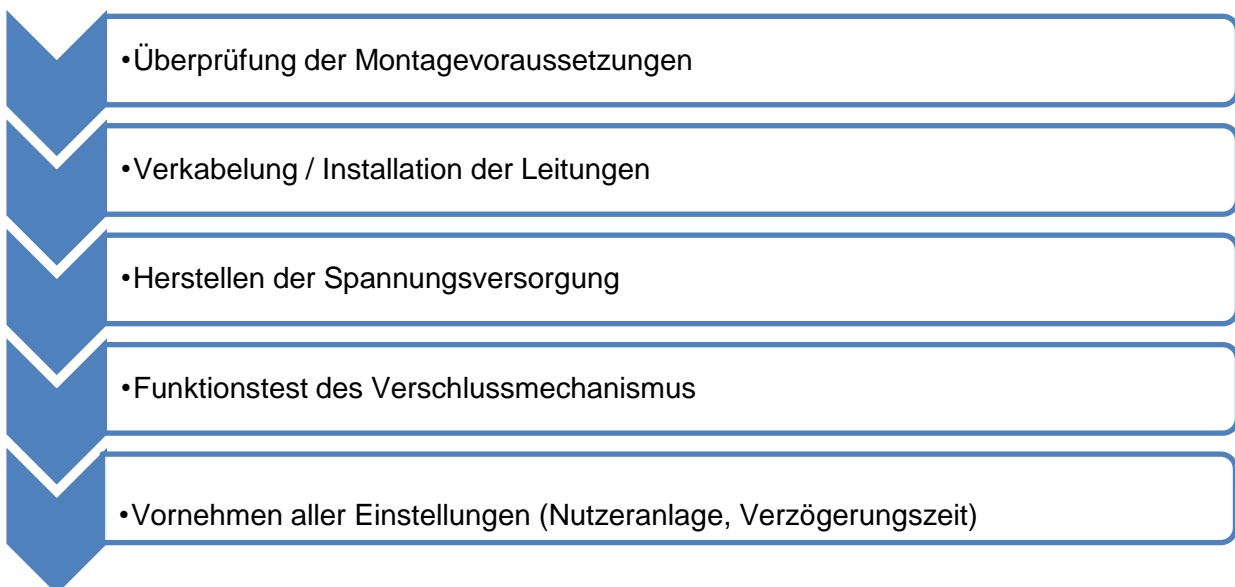 •Überprüfung der Montagevoraussetzungen
•Verkabelung / Installation der Leitungen
•Herstellen der Spannungsversorgung
•Funktionstest des Verschlussmechanismus
•Vornehmen aller Einstellungen (Nutzeranlage, Verzögerungszeit)